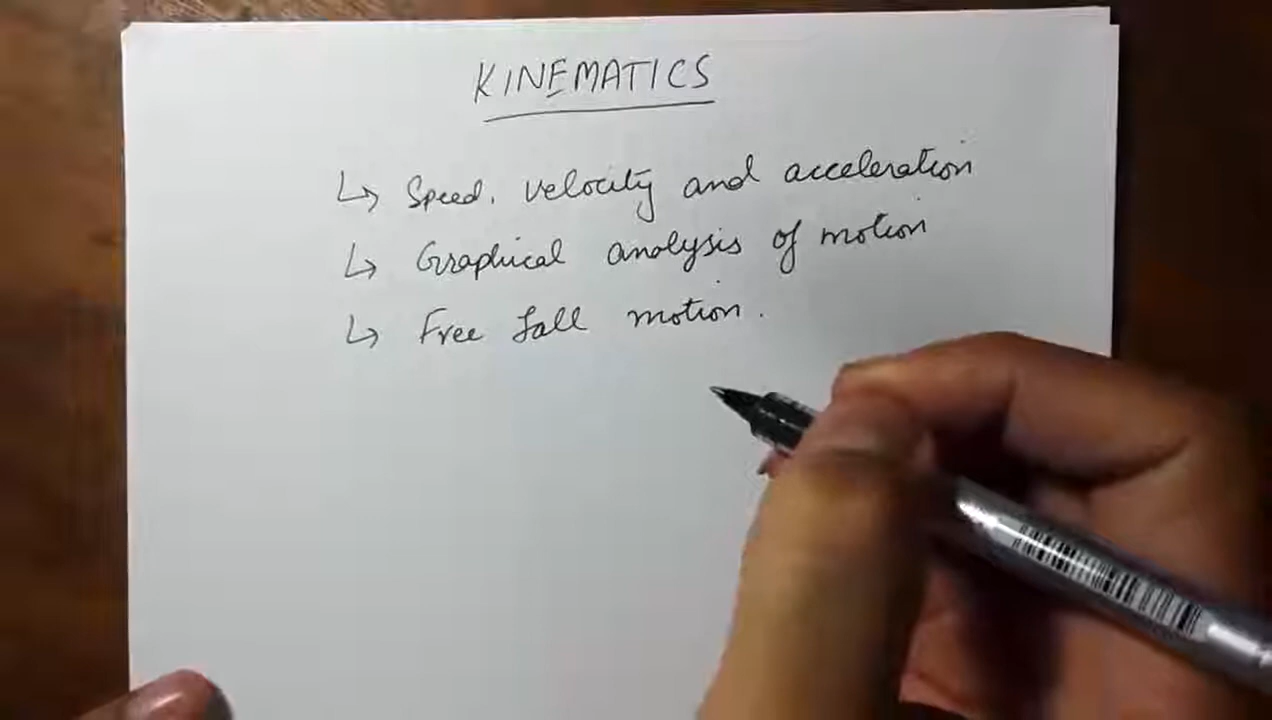 KINEMATICS
↳ Speed, velocity and acceleration
↳ Graphical analysis of motion
↳ Free fall motion.